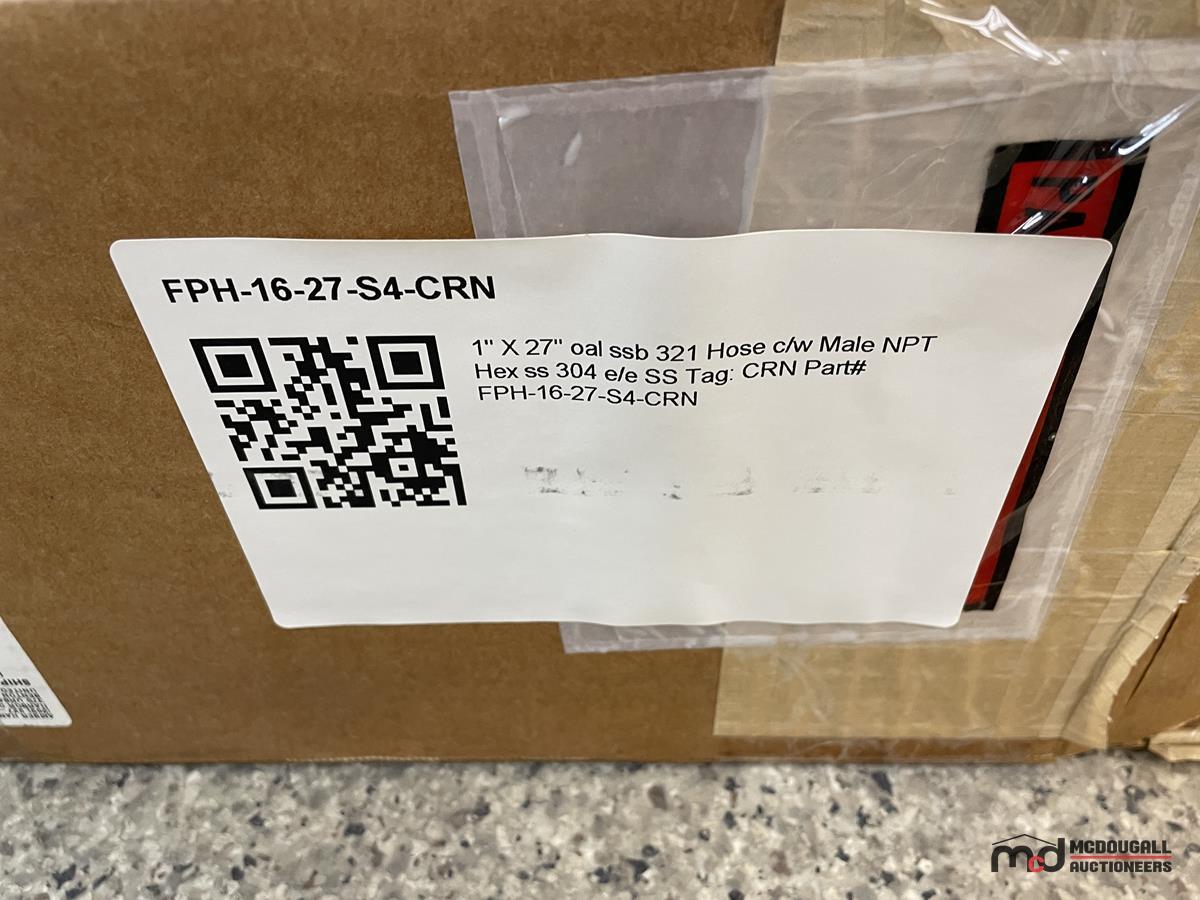 FPH-16-27-S4-CRN
1" X 27" oal ssb 321 Hose c/w Male NPT
Hex ss 304 e/e SS Tag: CRN Part#
FPH-16-27-S4-CRN
mcd MCDOUGALL
AUCTIONEERS